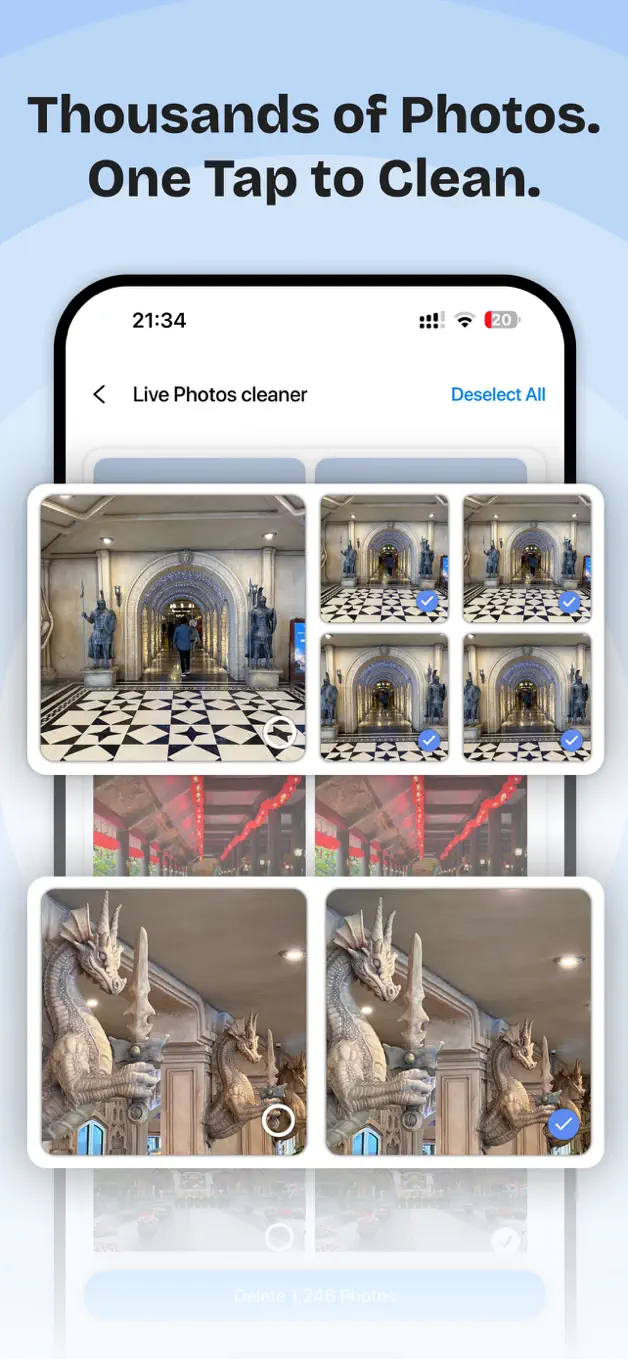 Thousands of Photos.
One Tap to Clean.
21:34
20
Live Photos cleaner
Deselect All
Delete 1,246 Photos